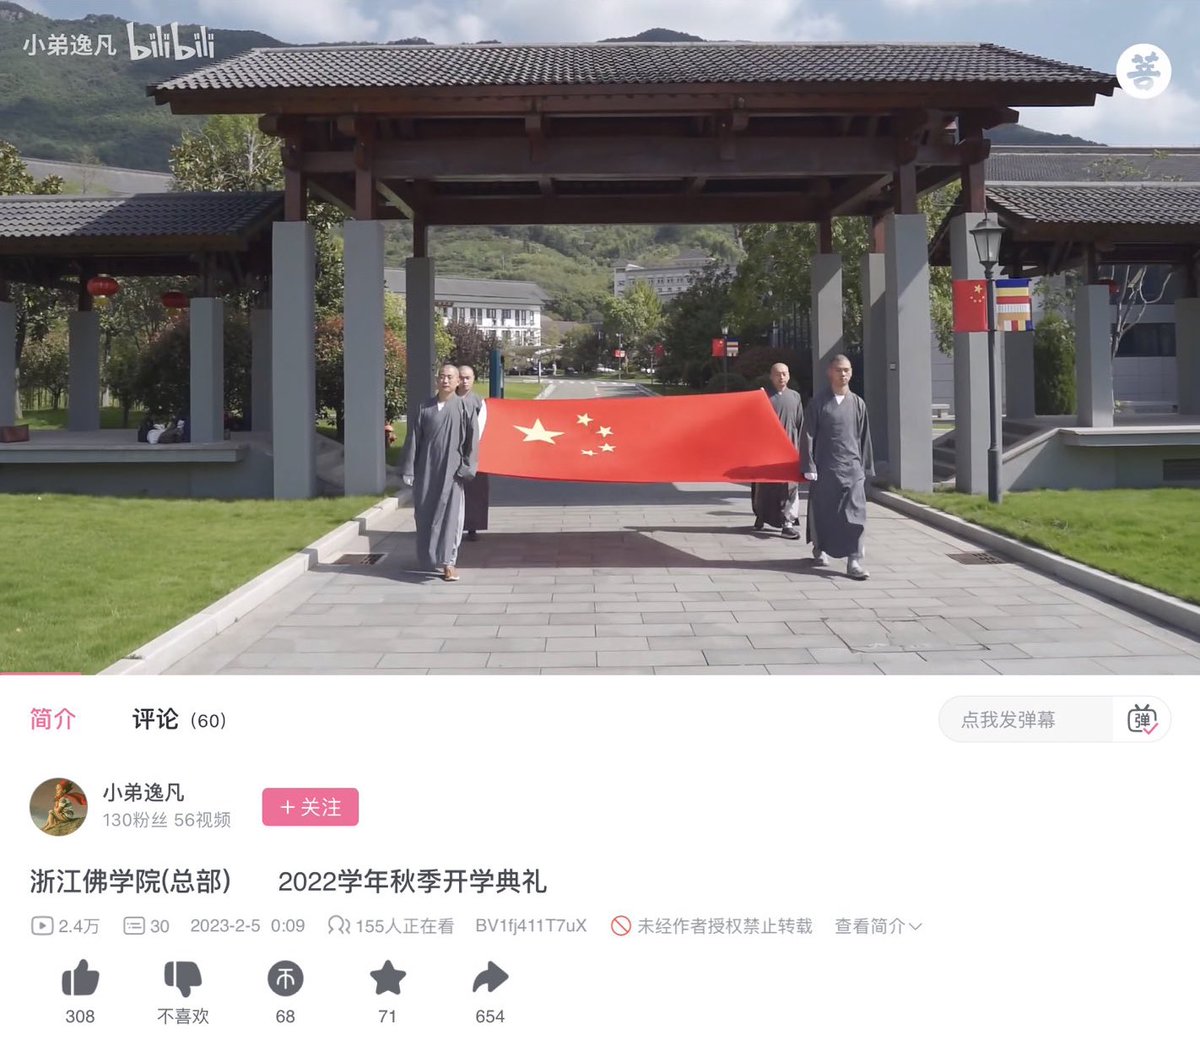 小弟逸凡 bilibili
菩
简介 评论 (60) 点我发弹幕 弹
小弟逸凡
130粉丝 56视频
+ 关注
浙江佛学院(总部) 2022学年秋季开学典礼
2.4万 30 2023-2-5 0:09 155人正在看 BV1fj411T7uX 未经作者授权禁止转载 查看简介
308 不喜欢 68 71 654